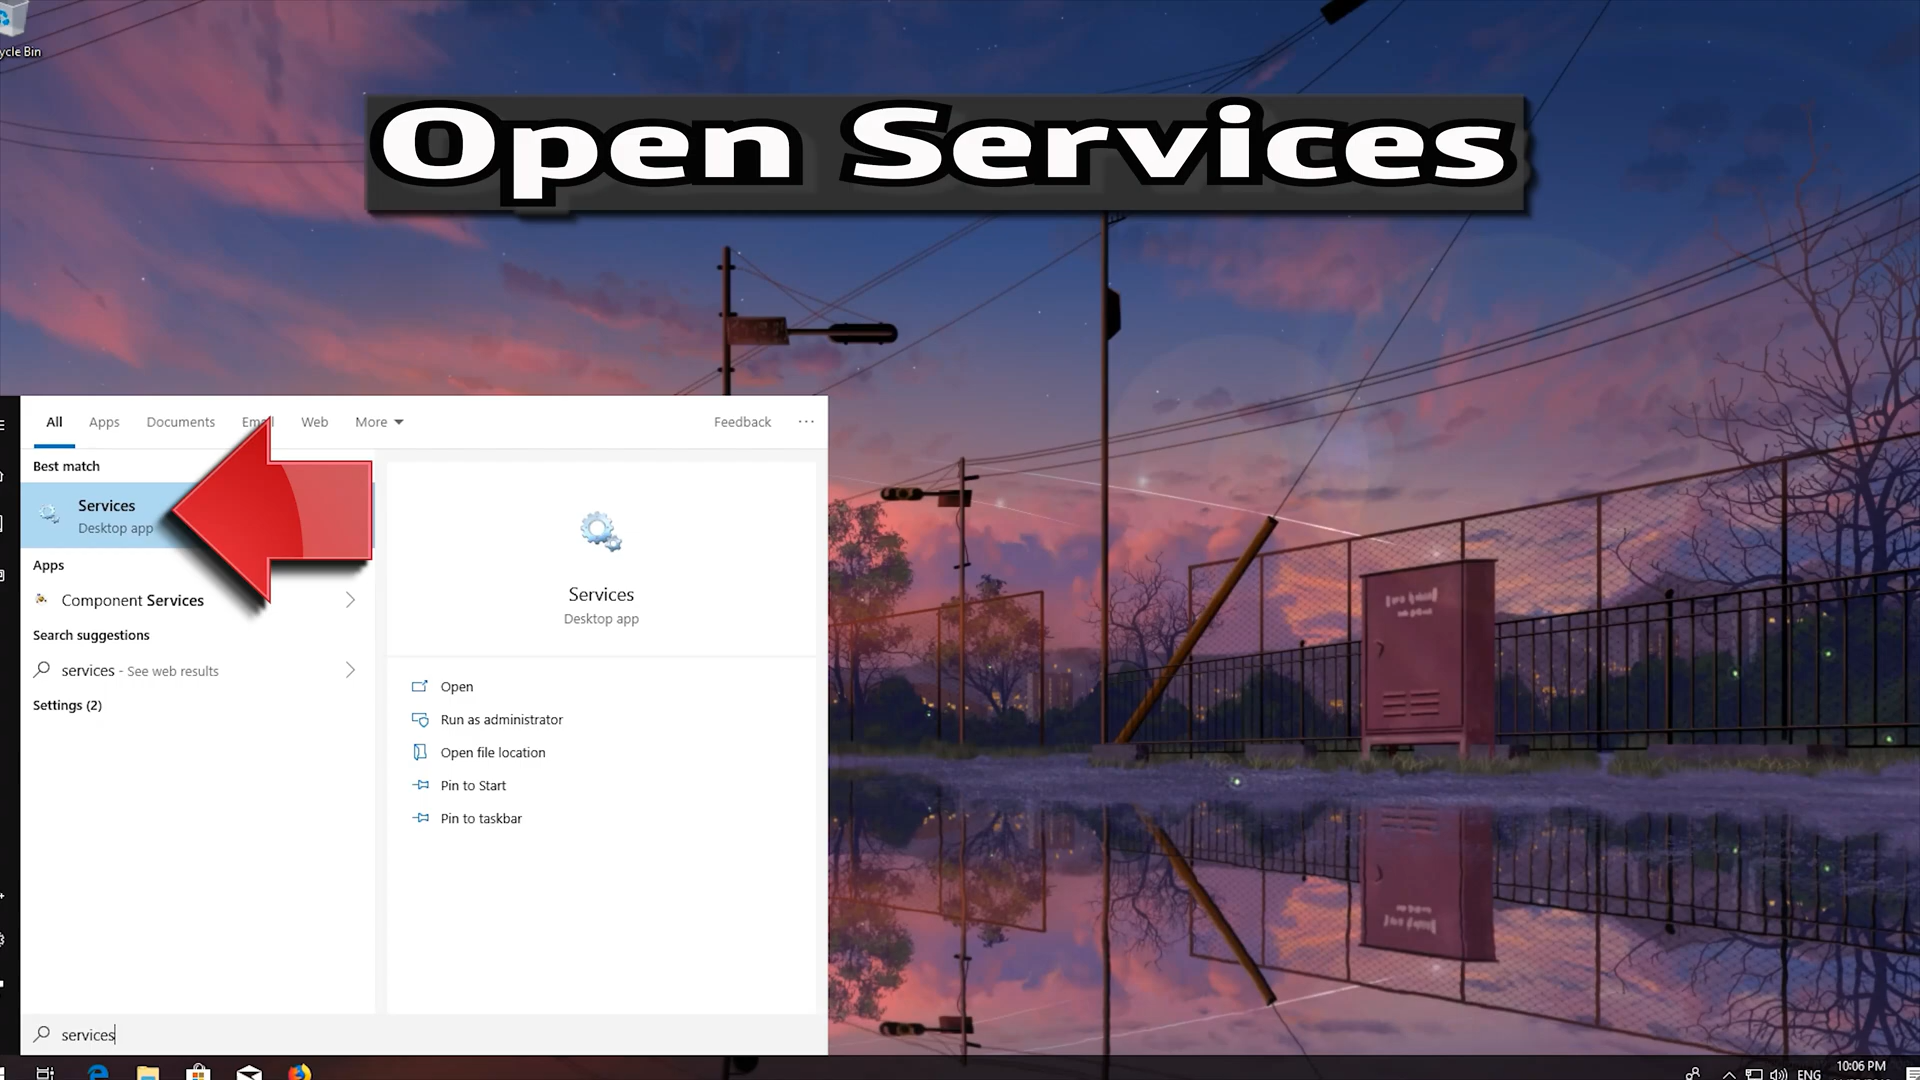 ycle Bin
Open Services
All Apps Documents Email Web More Feedback
Best match
Services
Desktop app
Apps
Component Services
Search suggestions
services - See web results
Settings (2)
Services
Desktop app
Open
Run as administrator
Open file location
Pin to Start
Pin to taskbar
services
ENG
10:06 PM